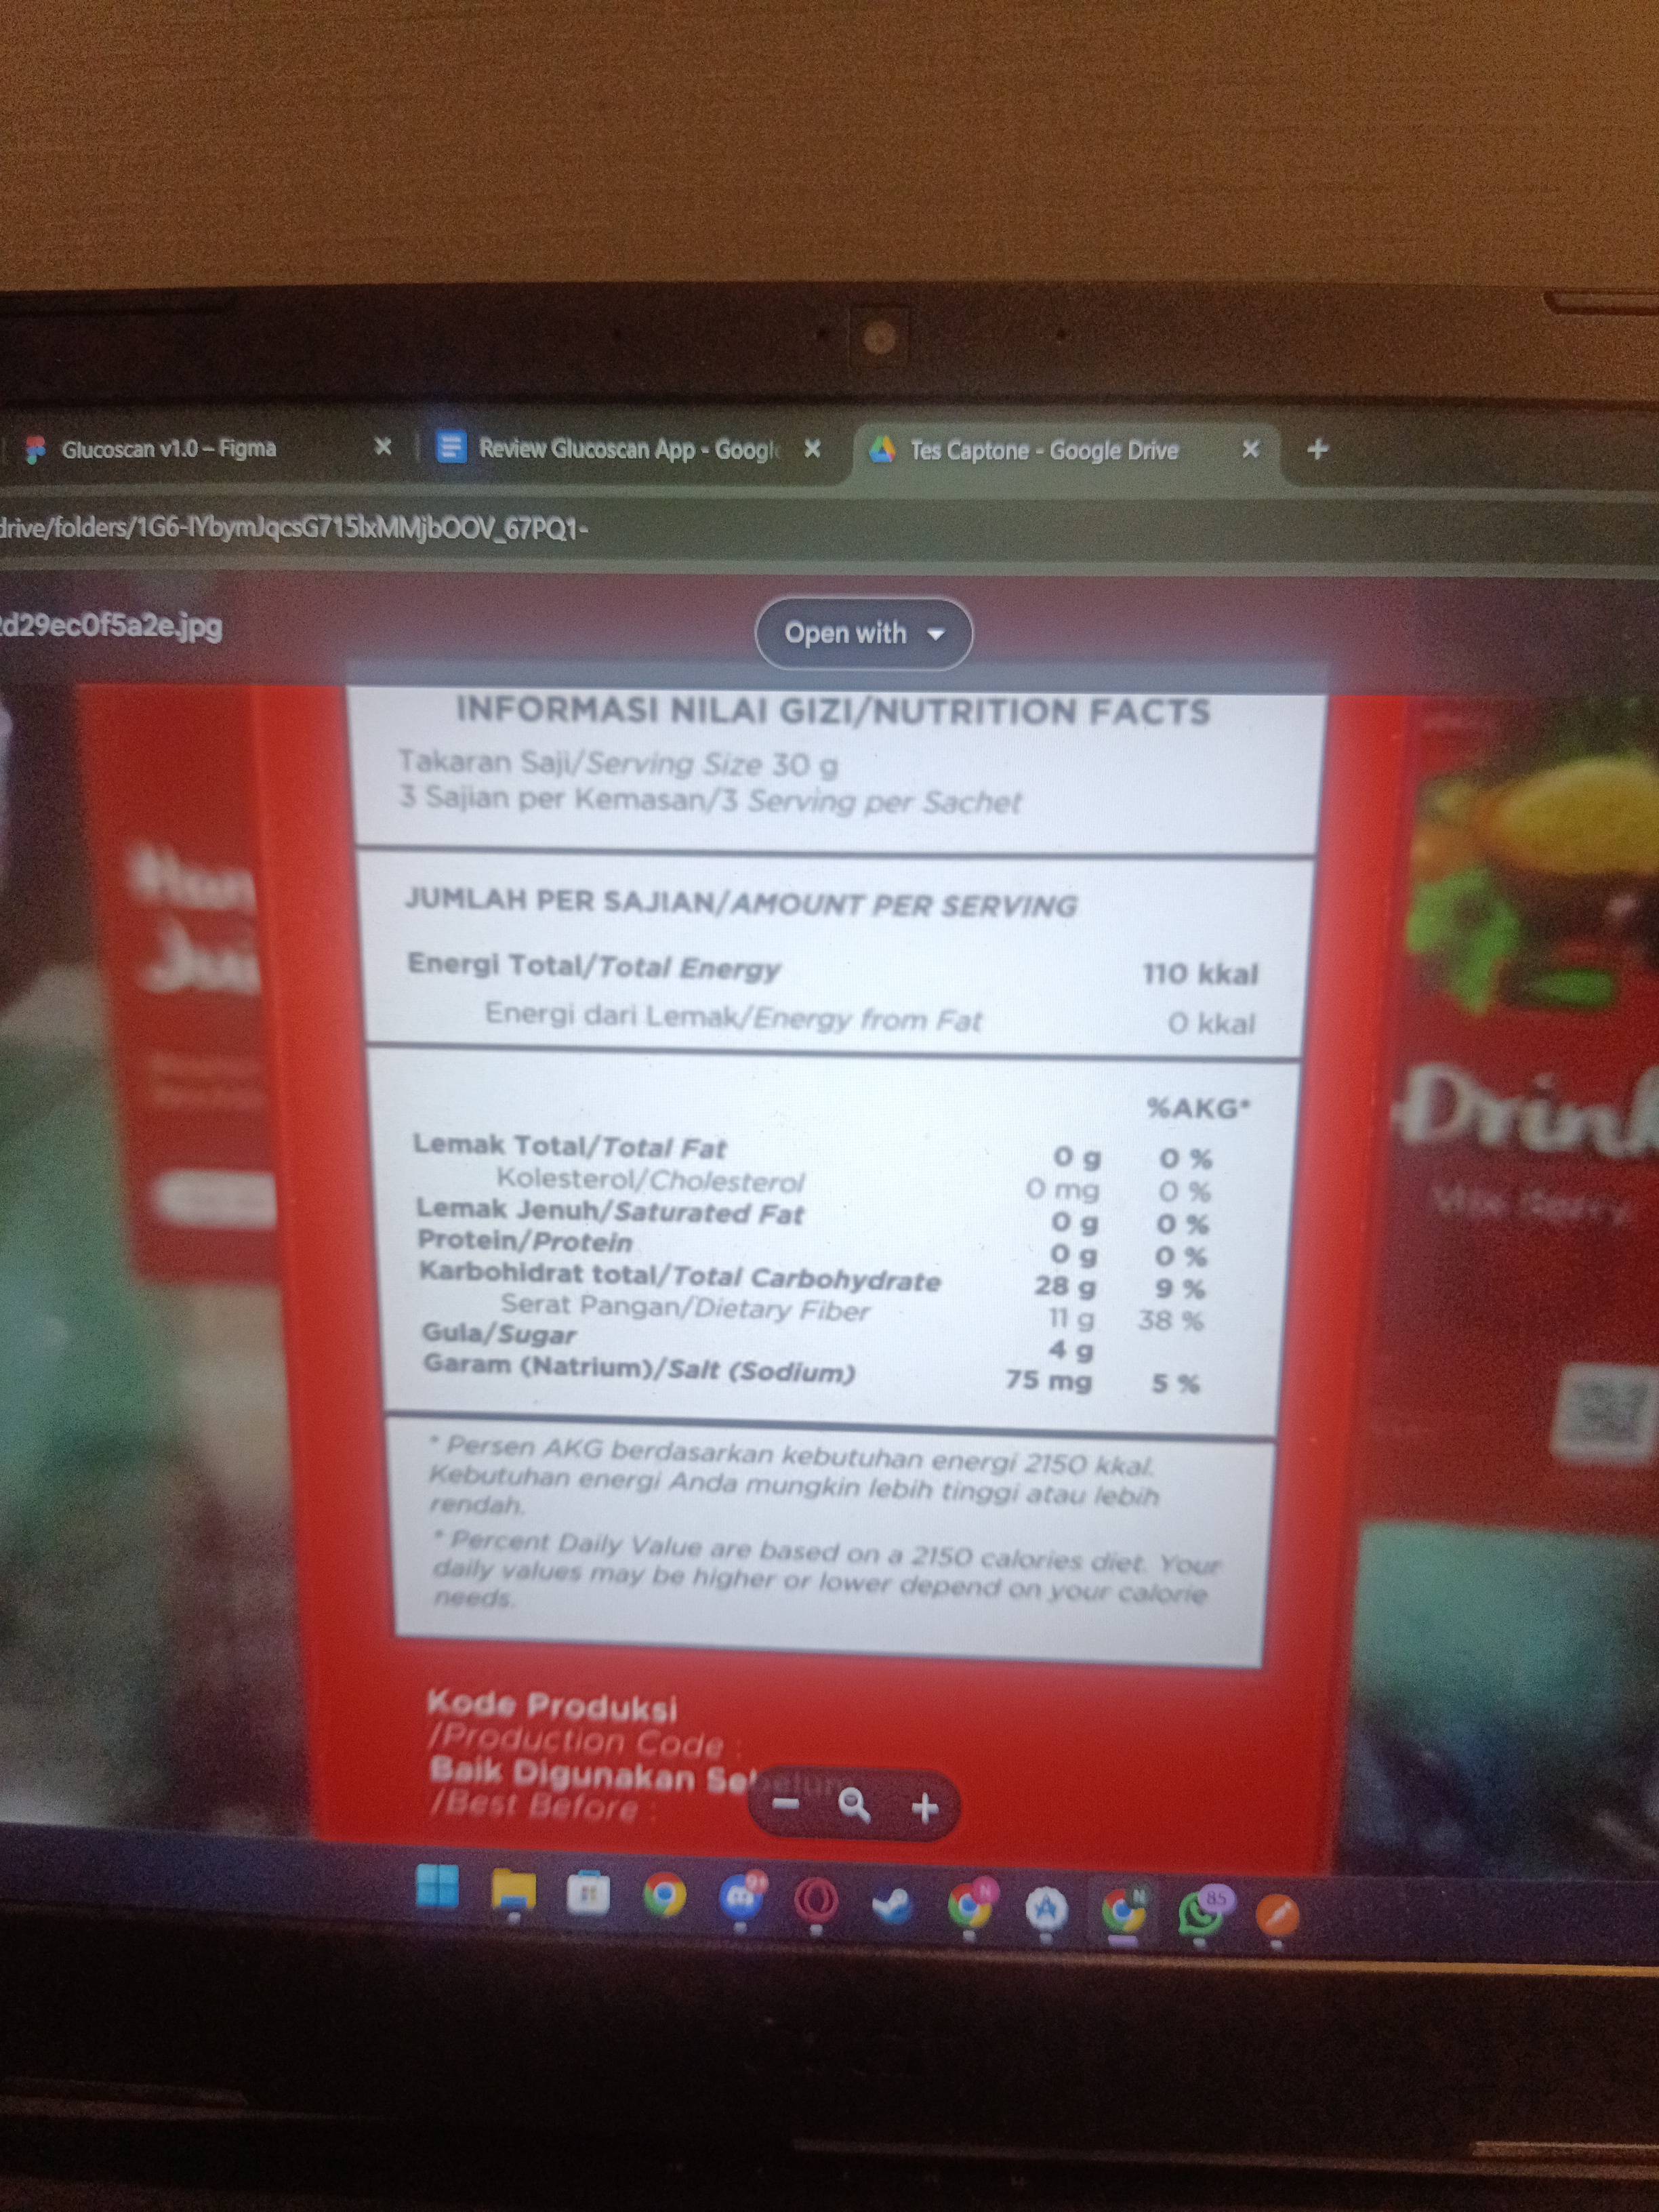 Glucoscan v1.0 – Figma
Review Glucoscan App - Googl
Tes Captone - Google Drive
drive/folders/1G6-IYbymJqcsG715lxMMjbOOV_67PQ1-
d29ec0f5a2e.jpg
Open with
INFORMASI NILAI GIZI/NUTRITION FACTS
Takaran Saji/Serving Size 30 g
3 Sajian per Kemasan/3 Serving per Sachet
JUMLAH PER SAJIAN/AMOUNT PER SERVING
Energi Total/Total Energy 110 kkal
Energi dari Lemak/Energy from Fat 0 kkal
%AKG*
Lemak Total/Total Fat 0 g 0 %
Kolesterol/Cholesterol 0 mg 0 %
Lemak Jenuh/Saturated Fat 0 g 0 %
Protein/Protein 0 g 0 %
Karbohidrat total/Total Carbohydrate 28 g 9 %
Serat Pangan/Dietary Fiber 11 g 38 %
Gula/Sugar 4 g
Garam (Natrium)/Salt (Sodium) 75 mg 5 %
* Persen AKG berdasarkan kebutuhan energi 2150 kkal.
Kebutuhan energi Anda mungkin lebih tinggi atau lebih
rendah.
* Percent Daily Value are based on a 2150 calories diet. Your
daily values may be higher or lower depend on your calorie
needs.
Kode Produksi
/Production Code :
Baik Digunakan Sebelum
/Best Before :
Drink
85